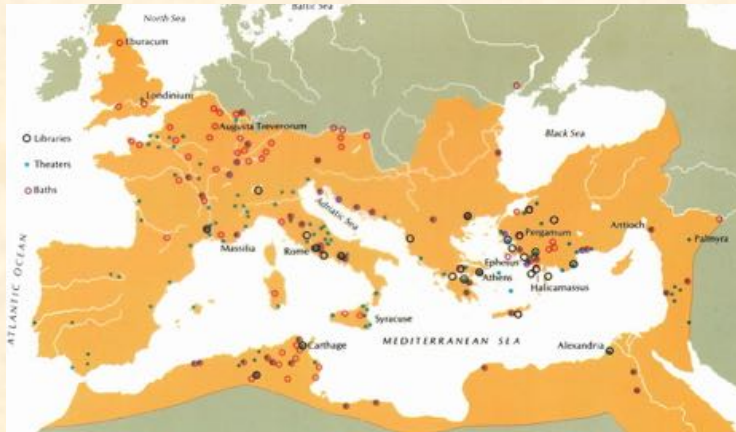 Baltic Sea
North Sea
Eburacum
Londinium
Libraries
Theaters
Baths
Augusta Treverorum
Black Sea
Adriatic Sea
Massilia
Rome
Pergamum
Antioch
Palmyra
Ephesus
Athens
Halicarnassus
Syracuse
ATLANTIC OCEAN
MEDITERRANEAN SEA
Carthage
Alexandria